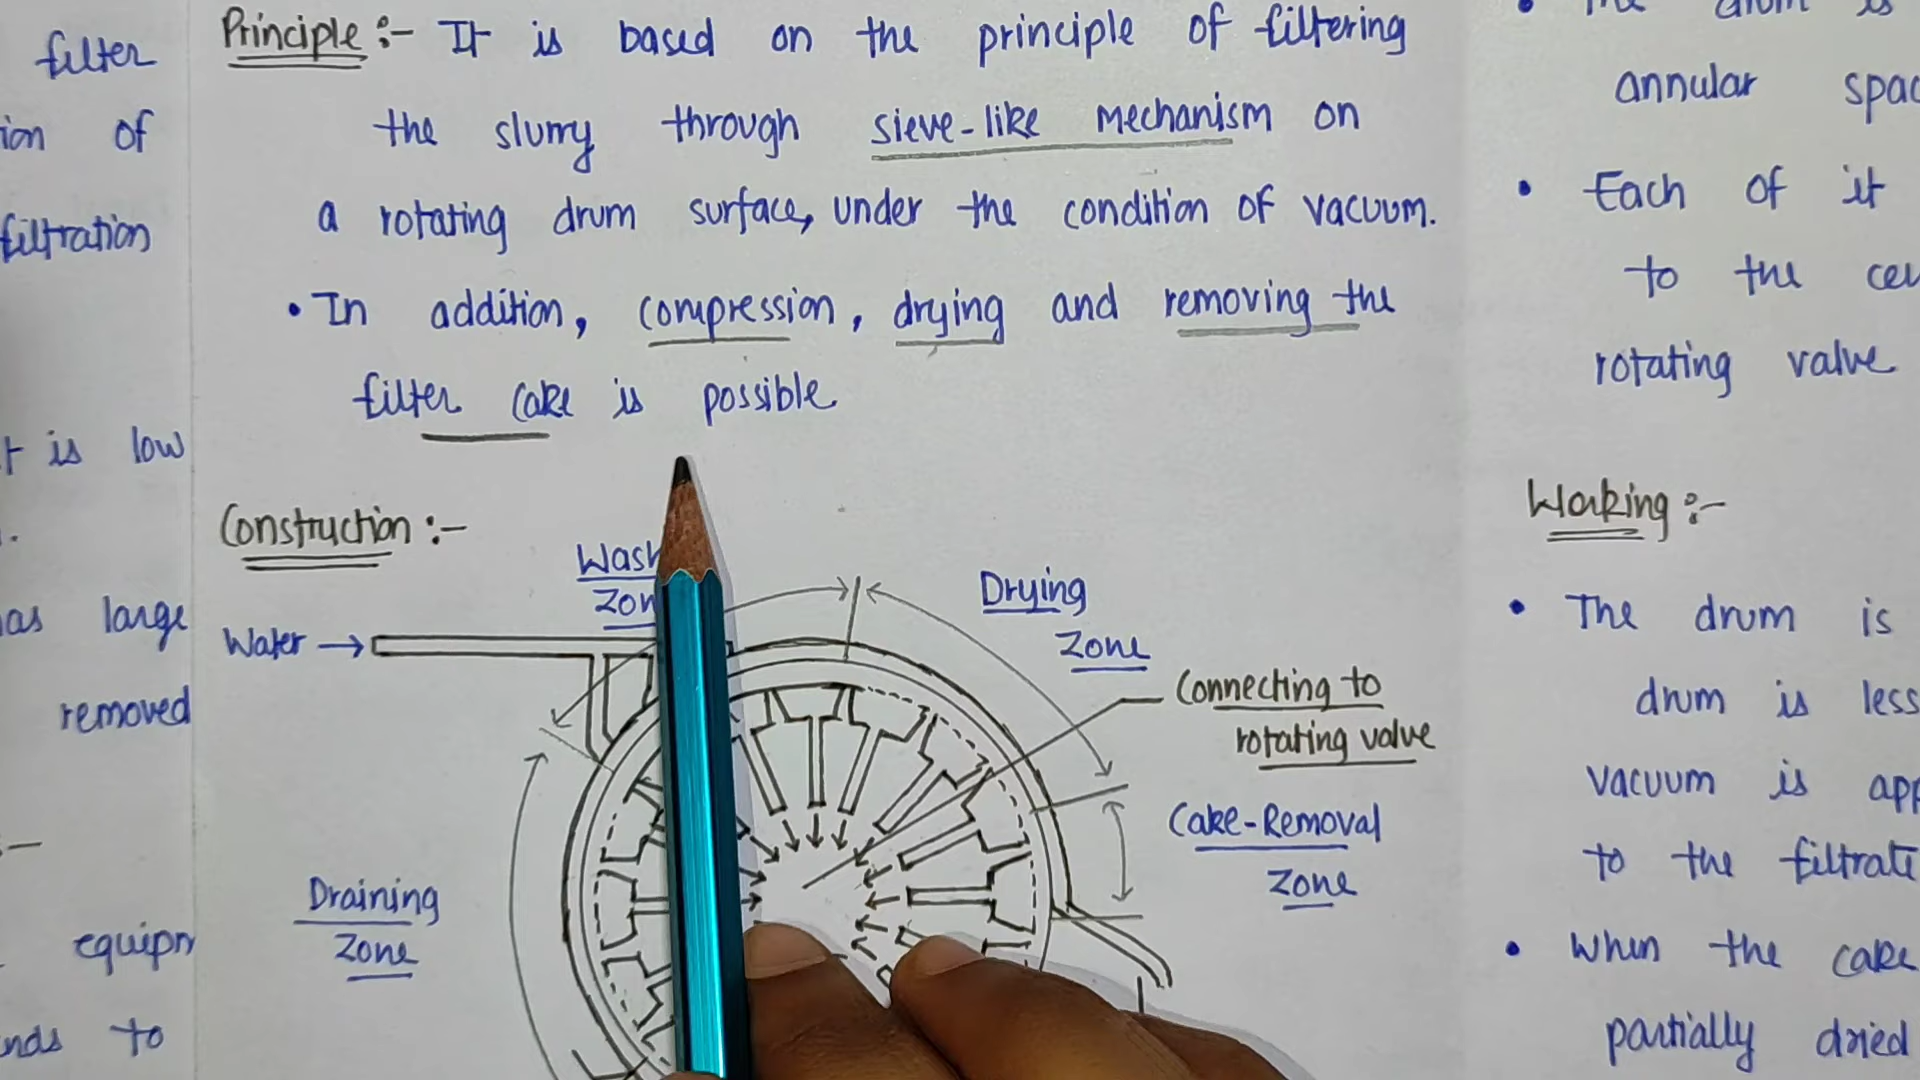 filter
of
filtration
is low
large
removed
to
Principle :- It is based on the principle of filtering
the slurry through sieve-like mechanism on
a rotating drum surface, under the condition of vacuum.
• In addition, compression, drying and removing the
filter cake is possible
Construction :-
Water →
Drying
Zone
Connecting to
rotating valve
Cake-Removal
Zone
Draining
Zone
annular
• Each of it
to the
rotating valve
Working :-
• The drum is
drum is less
vacuum is
to the filtrate
• When the cake
partially dried